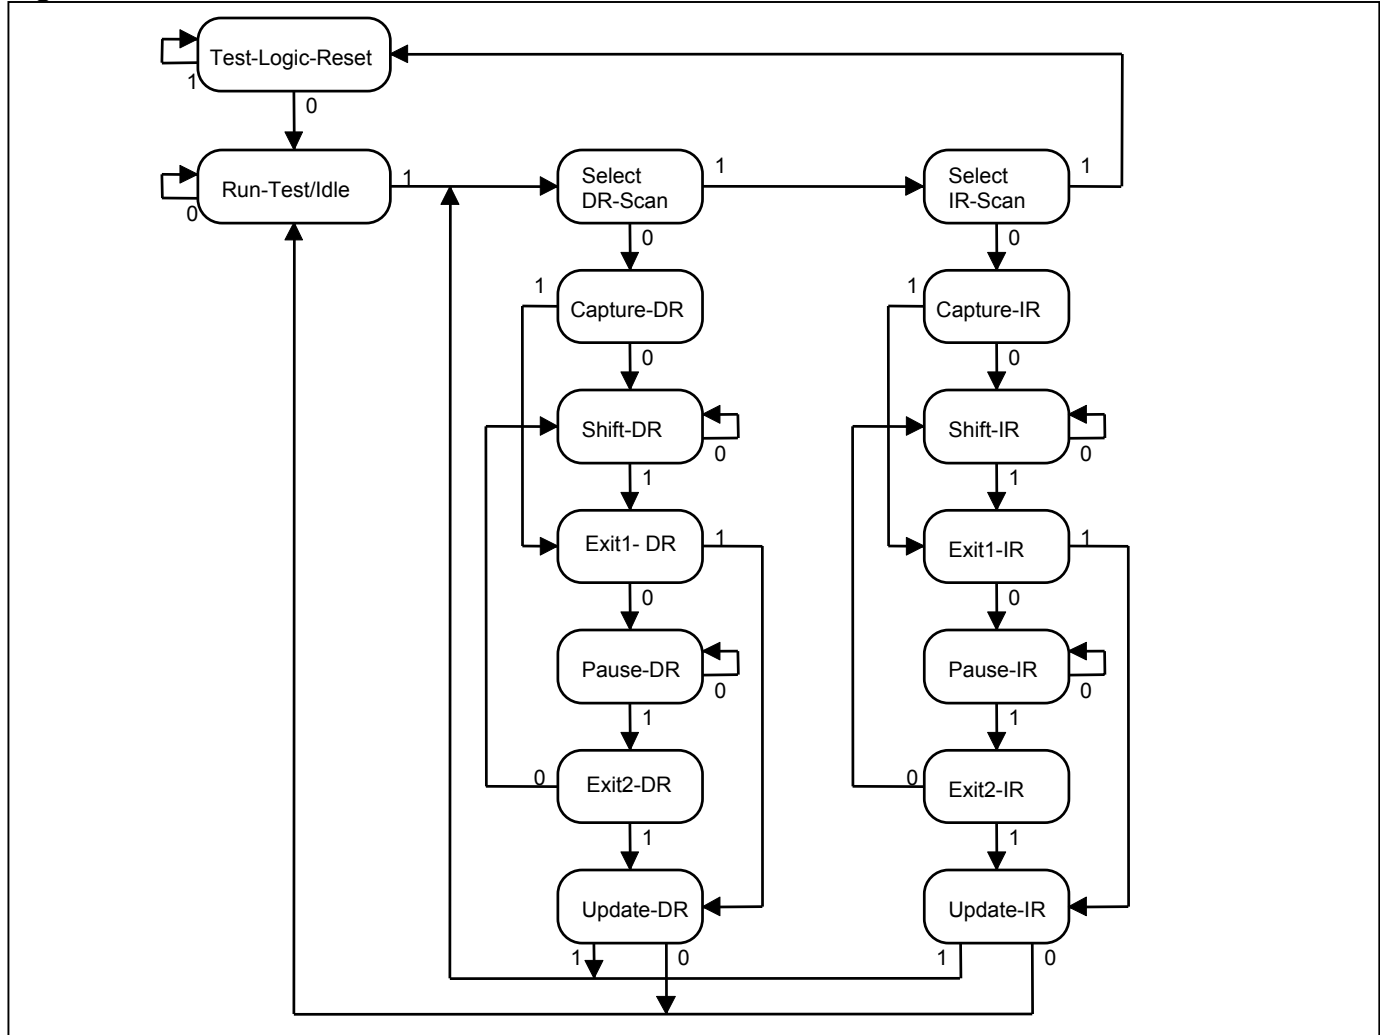 Test-Logic-Reset
1
0
Run-Test/Idle
1
0
Select
DR-Scan
1
0
Select
IR-Scan
1
0
1
Capture-DR
0
1
Capture-IR
0
Shift-DR
0
1
Shift-IR
0
1
Exit1- DR
1
0
Exit1-IR
1
0
Pause-DR
0
1
Pause-IR
0
1
0
Exit2-DR
1
0
Exit2-IR
1
Update-DR
1
0
Update-IR
1
0